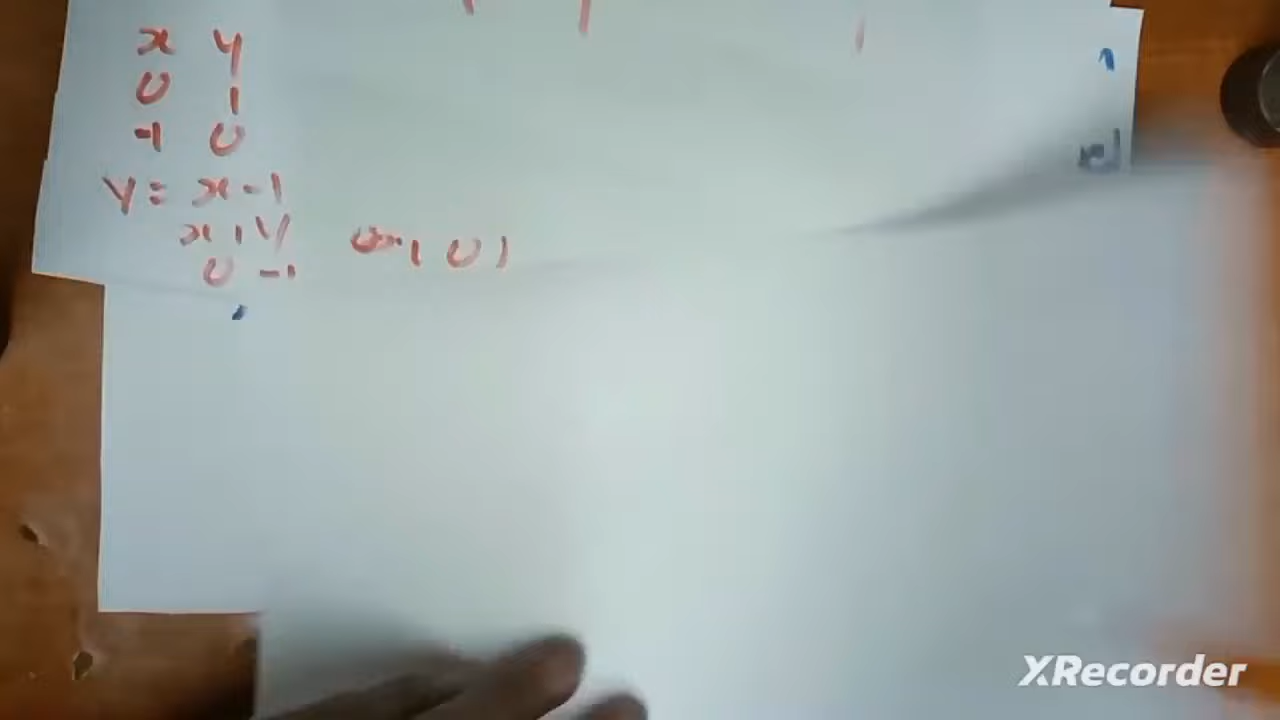 x y
0 1
-1 0
y = x - 1
x | y
0 -1
XRecorder